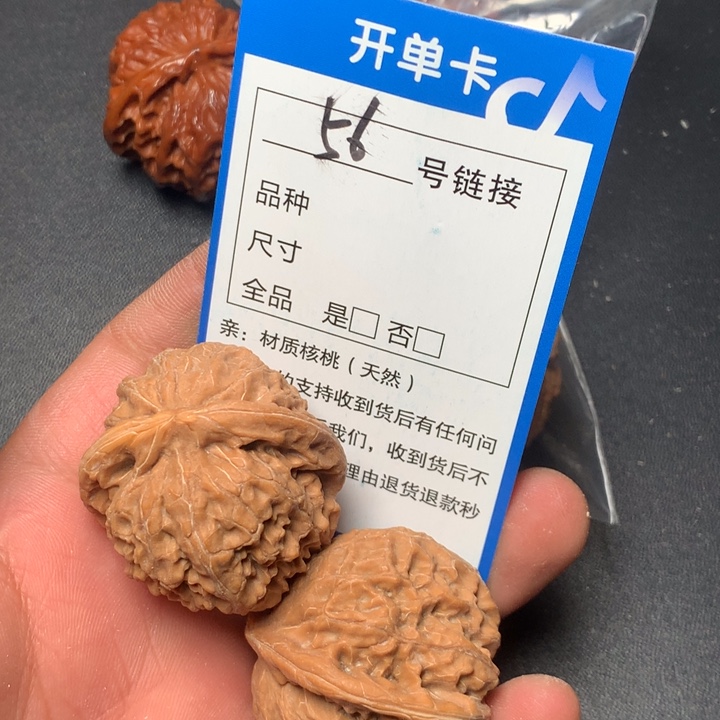 开单卡
56号链接
品种
尺寸
全品 是□ 否□
亲：材质核桃（天然）
支持收到货后有任何问
我们，收到货后不
理由退货退款秒